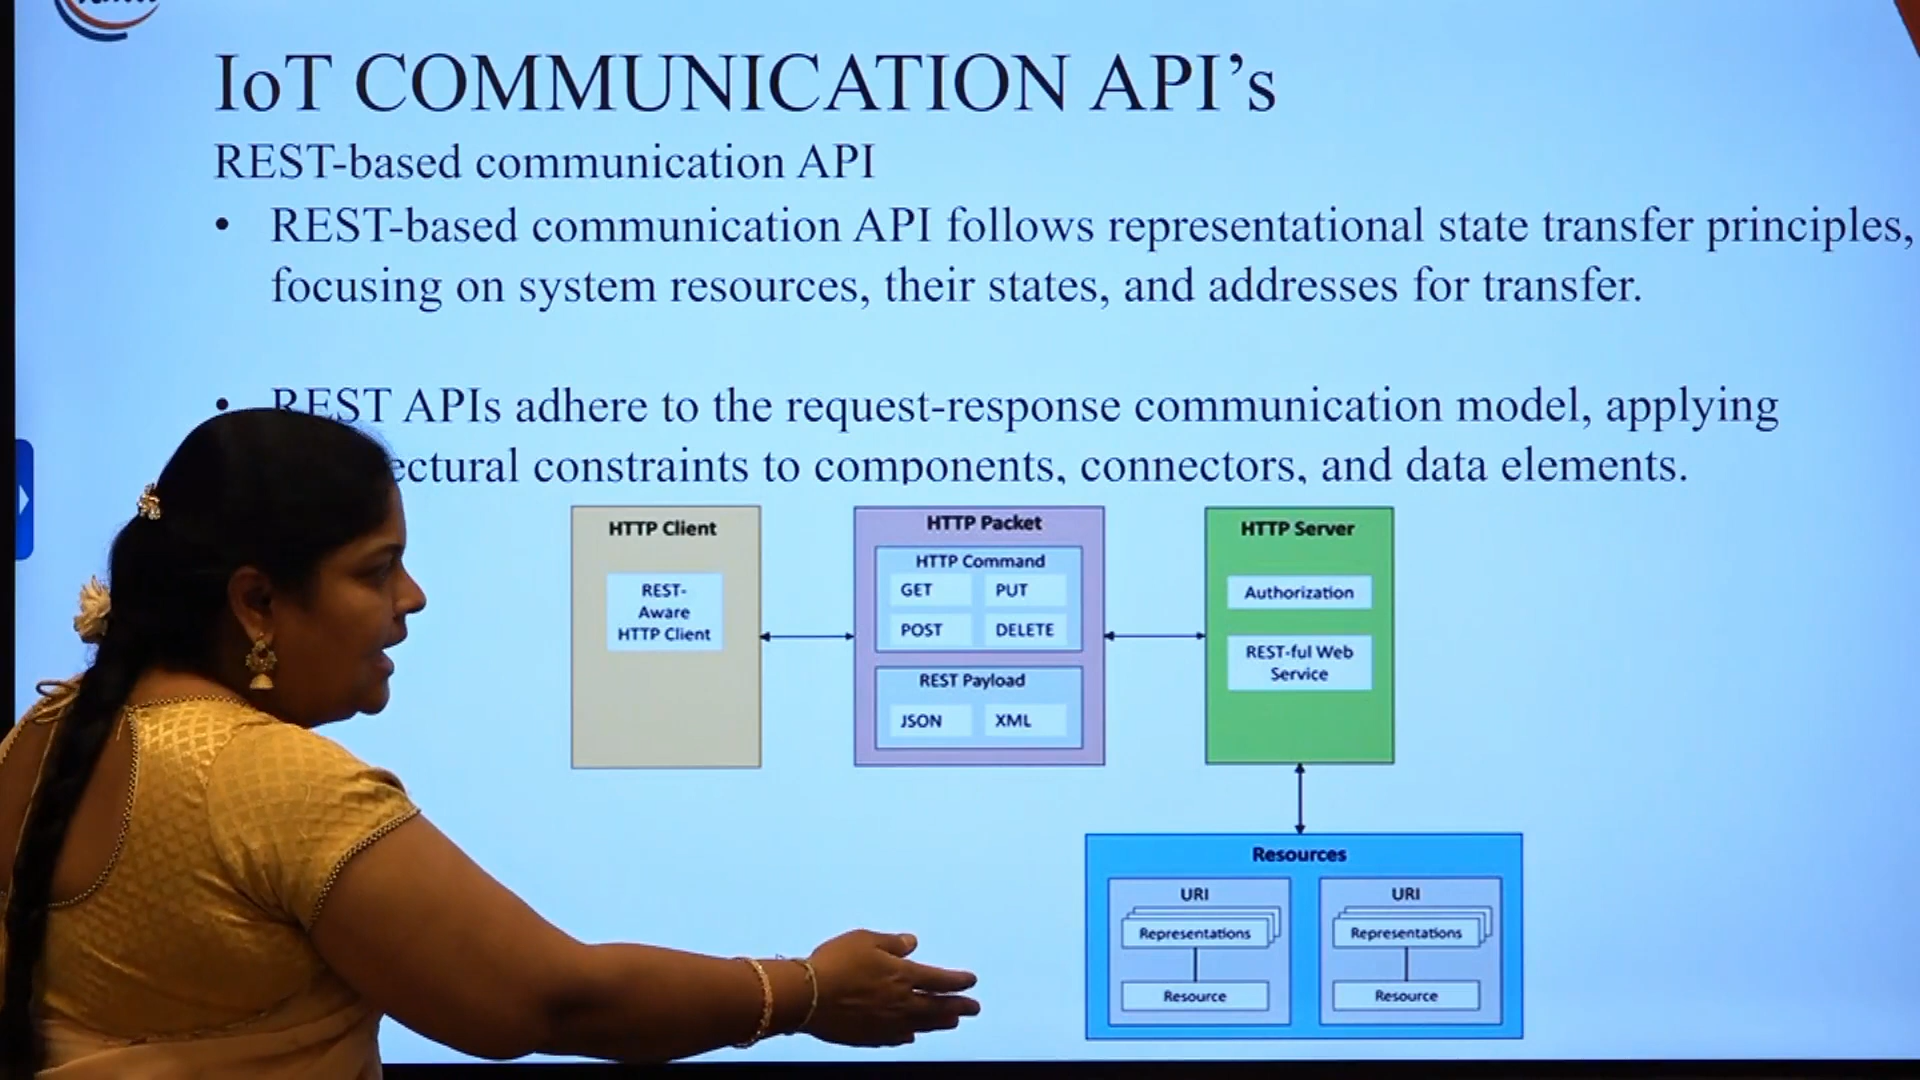 IoT COMMUNICATION API’s
REST-based communication API
• REST-based communication API follows representational state transfer principles,
focusing on system resources, their states, and addresses for transfer.
• REST APIs adhere to the request-response communication model, applying
ectural constraints to components, connectors, and data elements.
HTTP Client
REST-
Aware
HTTP Client
HTTP Packet
HTTP Command
GET PUT
POST DELETE
REST Payload
JSON XML
HTTP Server
Authorization
REST-ful Web
Service
Resources
URI
Representations
Resource
URI
Representations
Resource